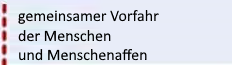 gemeinsamer Vorfahr
der Menschen
und Menschenaffen